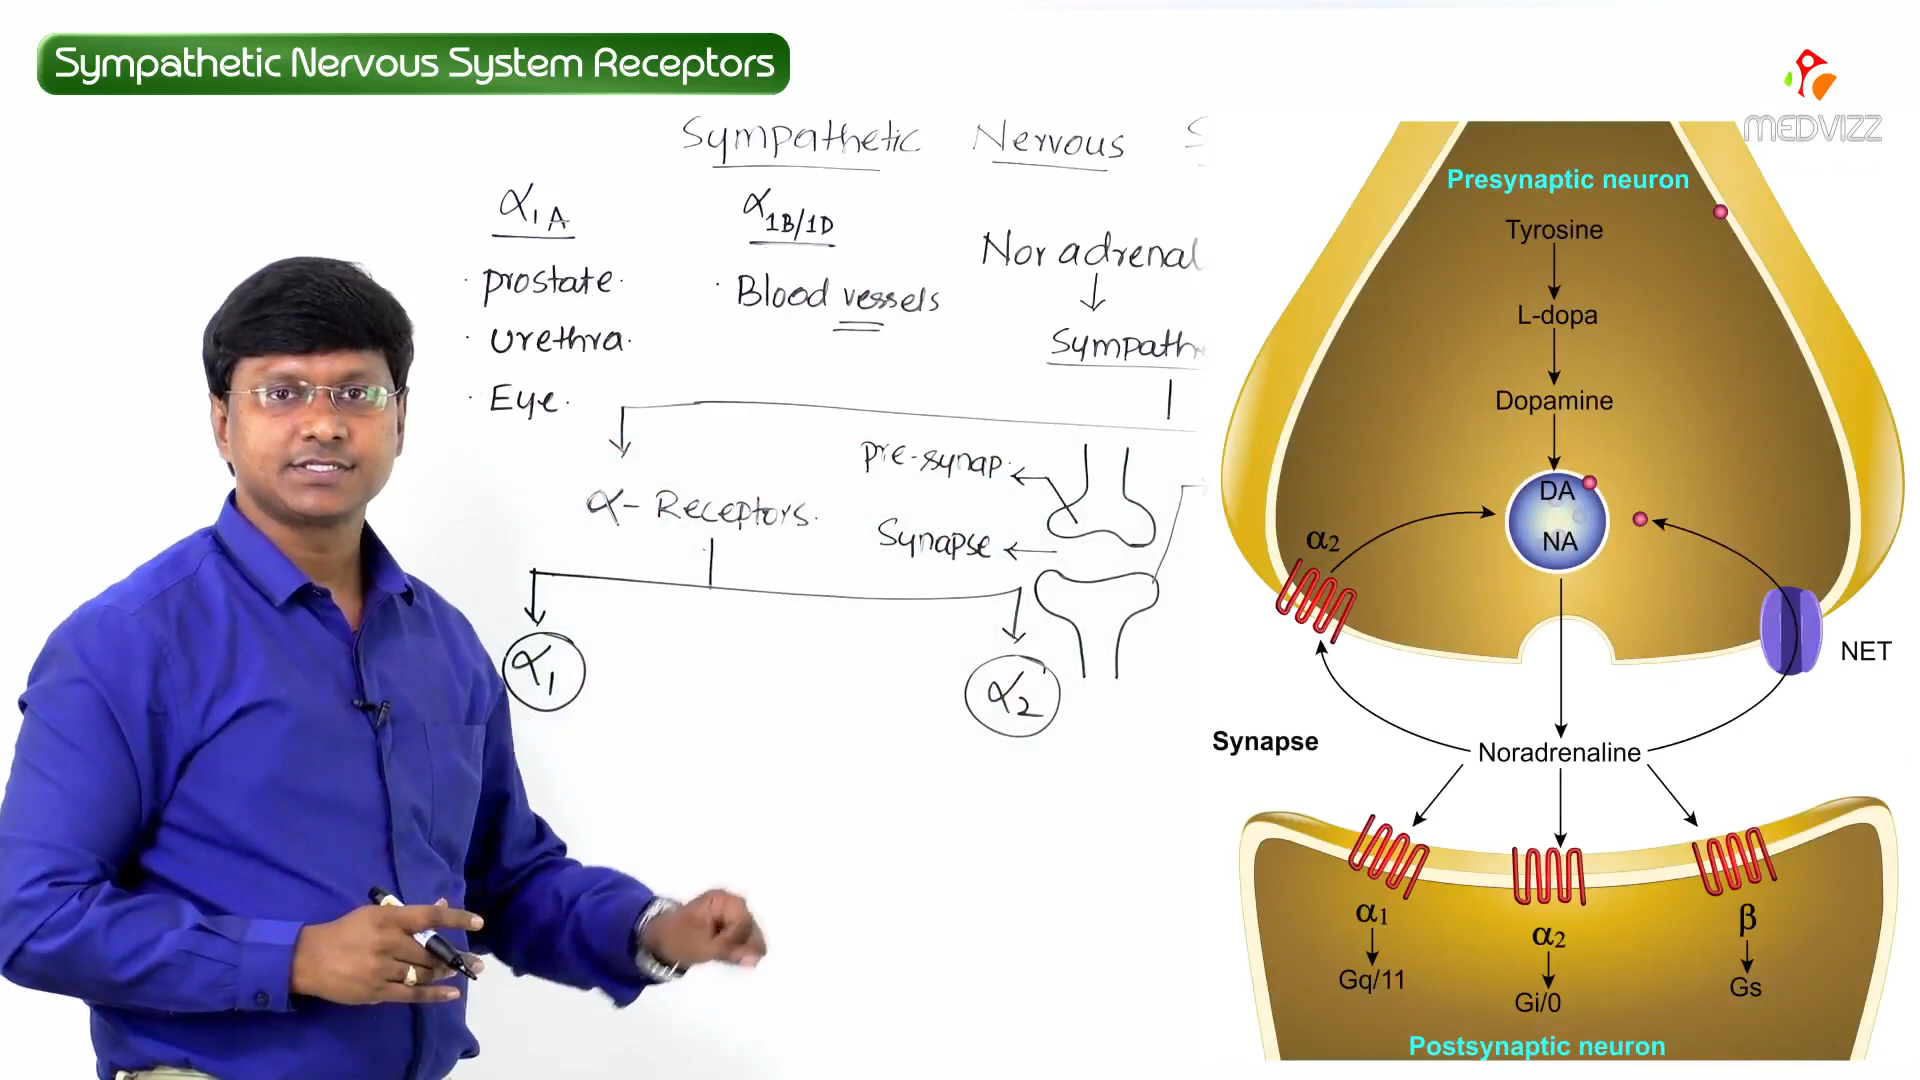 Sympathetic Nervous System Receptors
MEDVIZZ
Sympathetic Nervous S
α1A
prostate.
urethra.
Eye.
α1B/1D
Blood vessels
Noradrenal
Sympath
pre-synap.
α- Receptors.
Synapse
α1
α2
Presynaptic neuron
Tyrosine
L-dopa
Dopamine
DA
NA
α2
NET
Synapse
Noradrenaline
α1
Gq/11
α2
Gi/0
β
Gs
Postsynaptic neuron